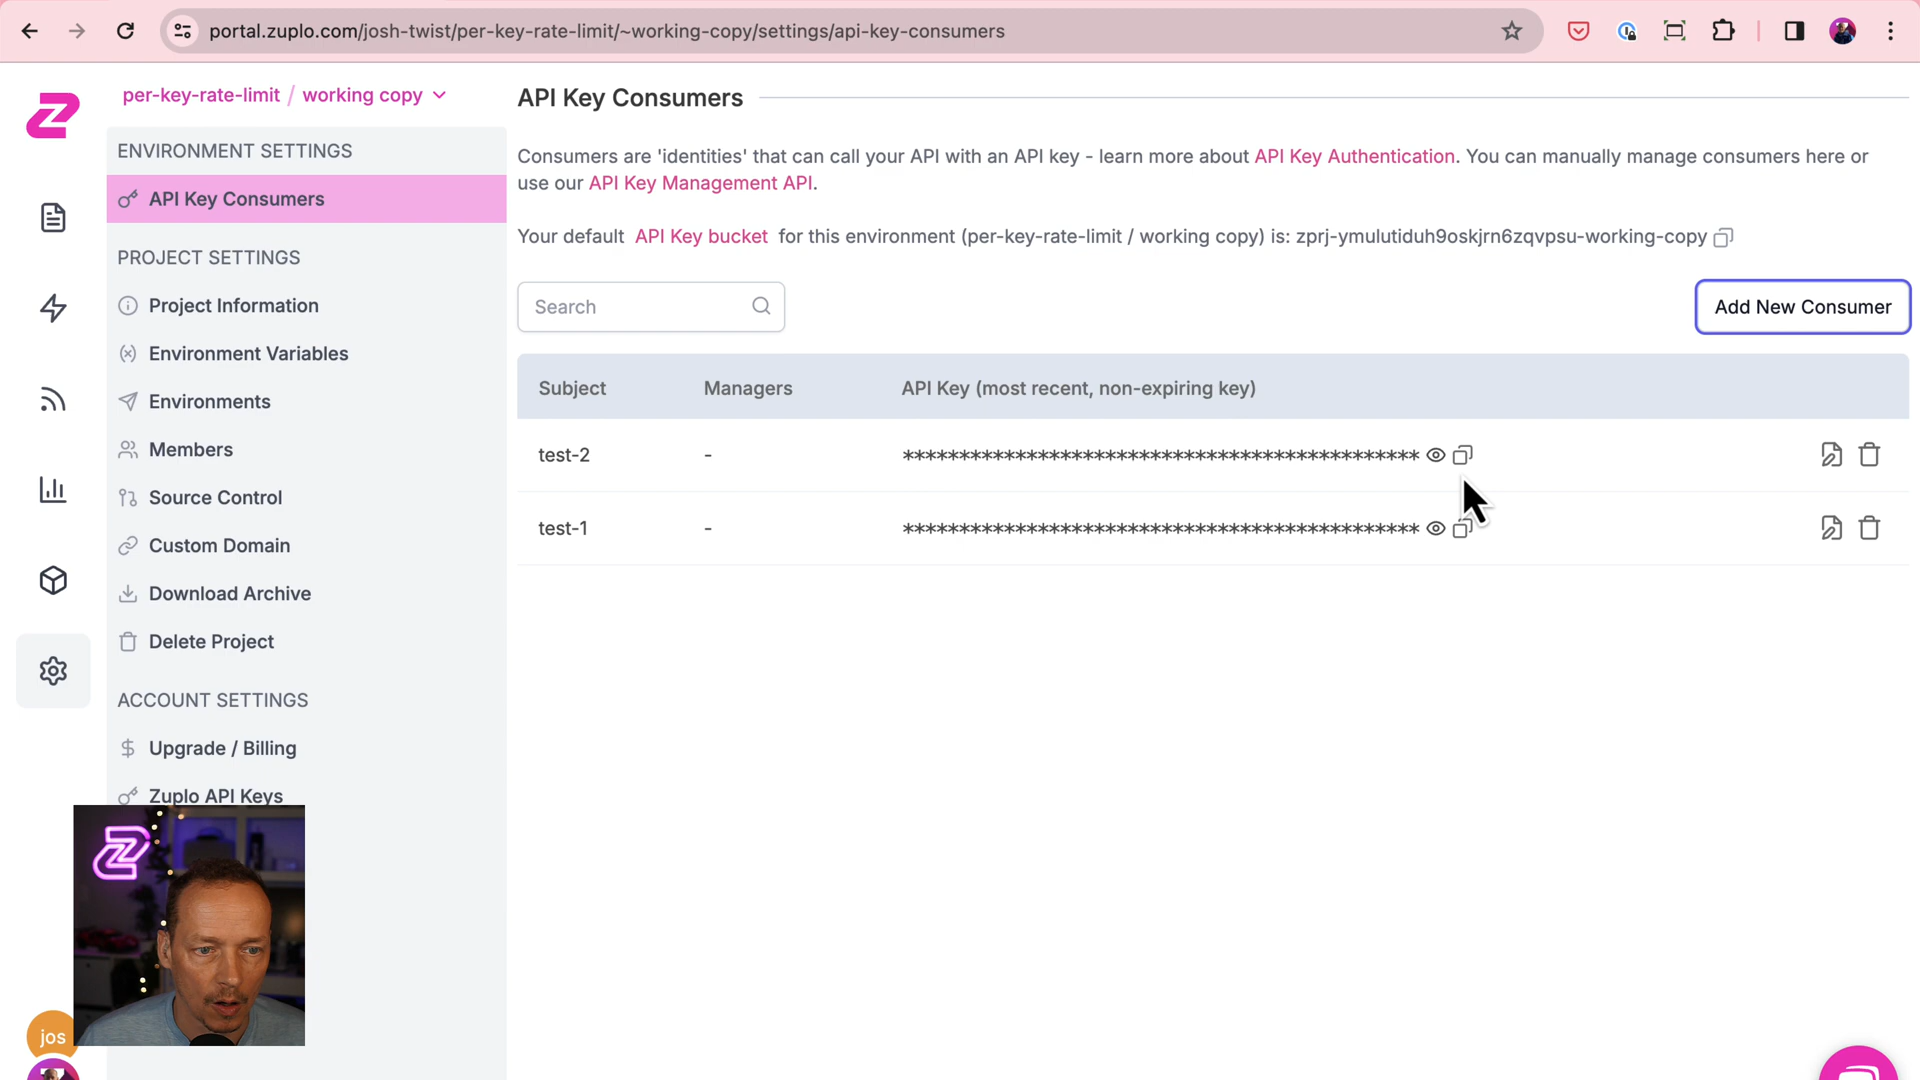 portal.zuplo.com/josh-twist/per-key-rate-limit/~working-copy/settings/api-key-consumers
per-key-rate-limit / working copy
ENVIRONMENT SETTINGS
API Key Consumers
PROJECT SETTINGS
Project Information
Environment Variables
Environments
Members
Source Control
Custom Domain
Download Archive
Delete Project
ACCOUNT SETTINGS
Upgrade / Billing
Zuplo API Keys
jos
API Key Consumers
Consumers are 'identities' that can call your API with an API key - learn more about API Key Authentication. You can manually manage consumers here or
use our API Key Management API.
Your default API Key bucket for this environment (per-key-rate-limit / working copy) is: zprj-ymulutiduh9oskjrn6zqvpsu-working-copy
Search
Add New Consumer
Subject Managers API Key (most recent, non-expiring key)
test-2 - ***********************************************
test-1 - ***********************************************